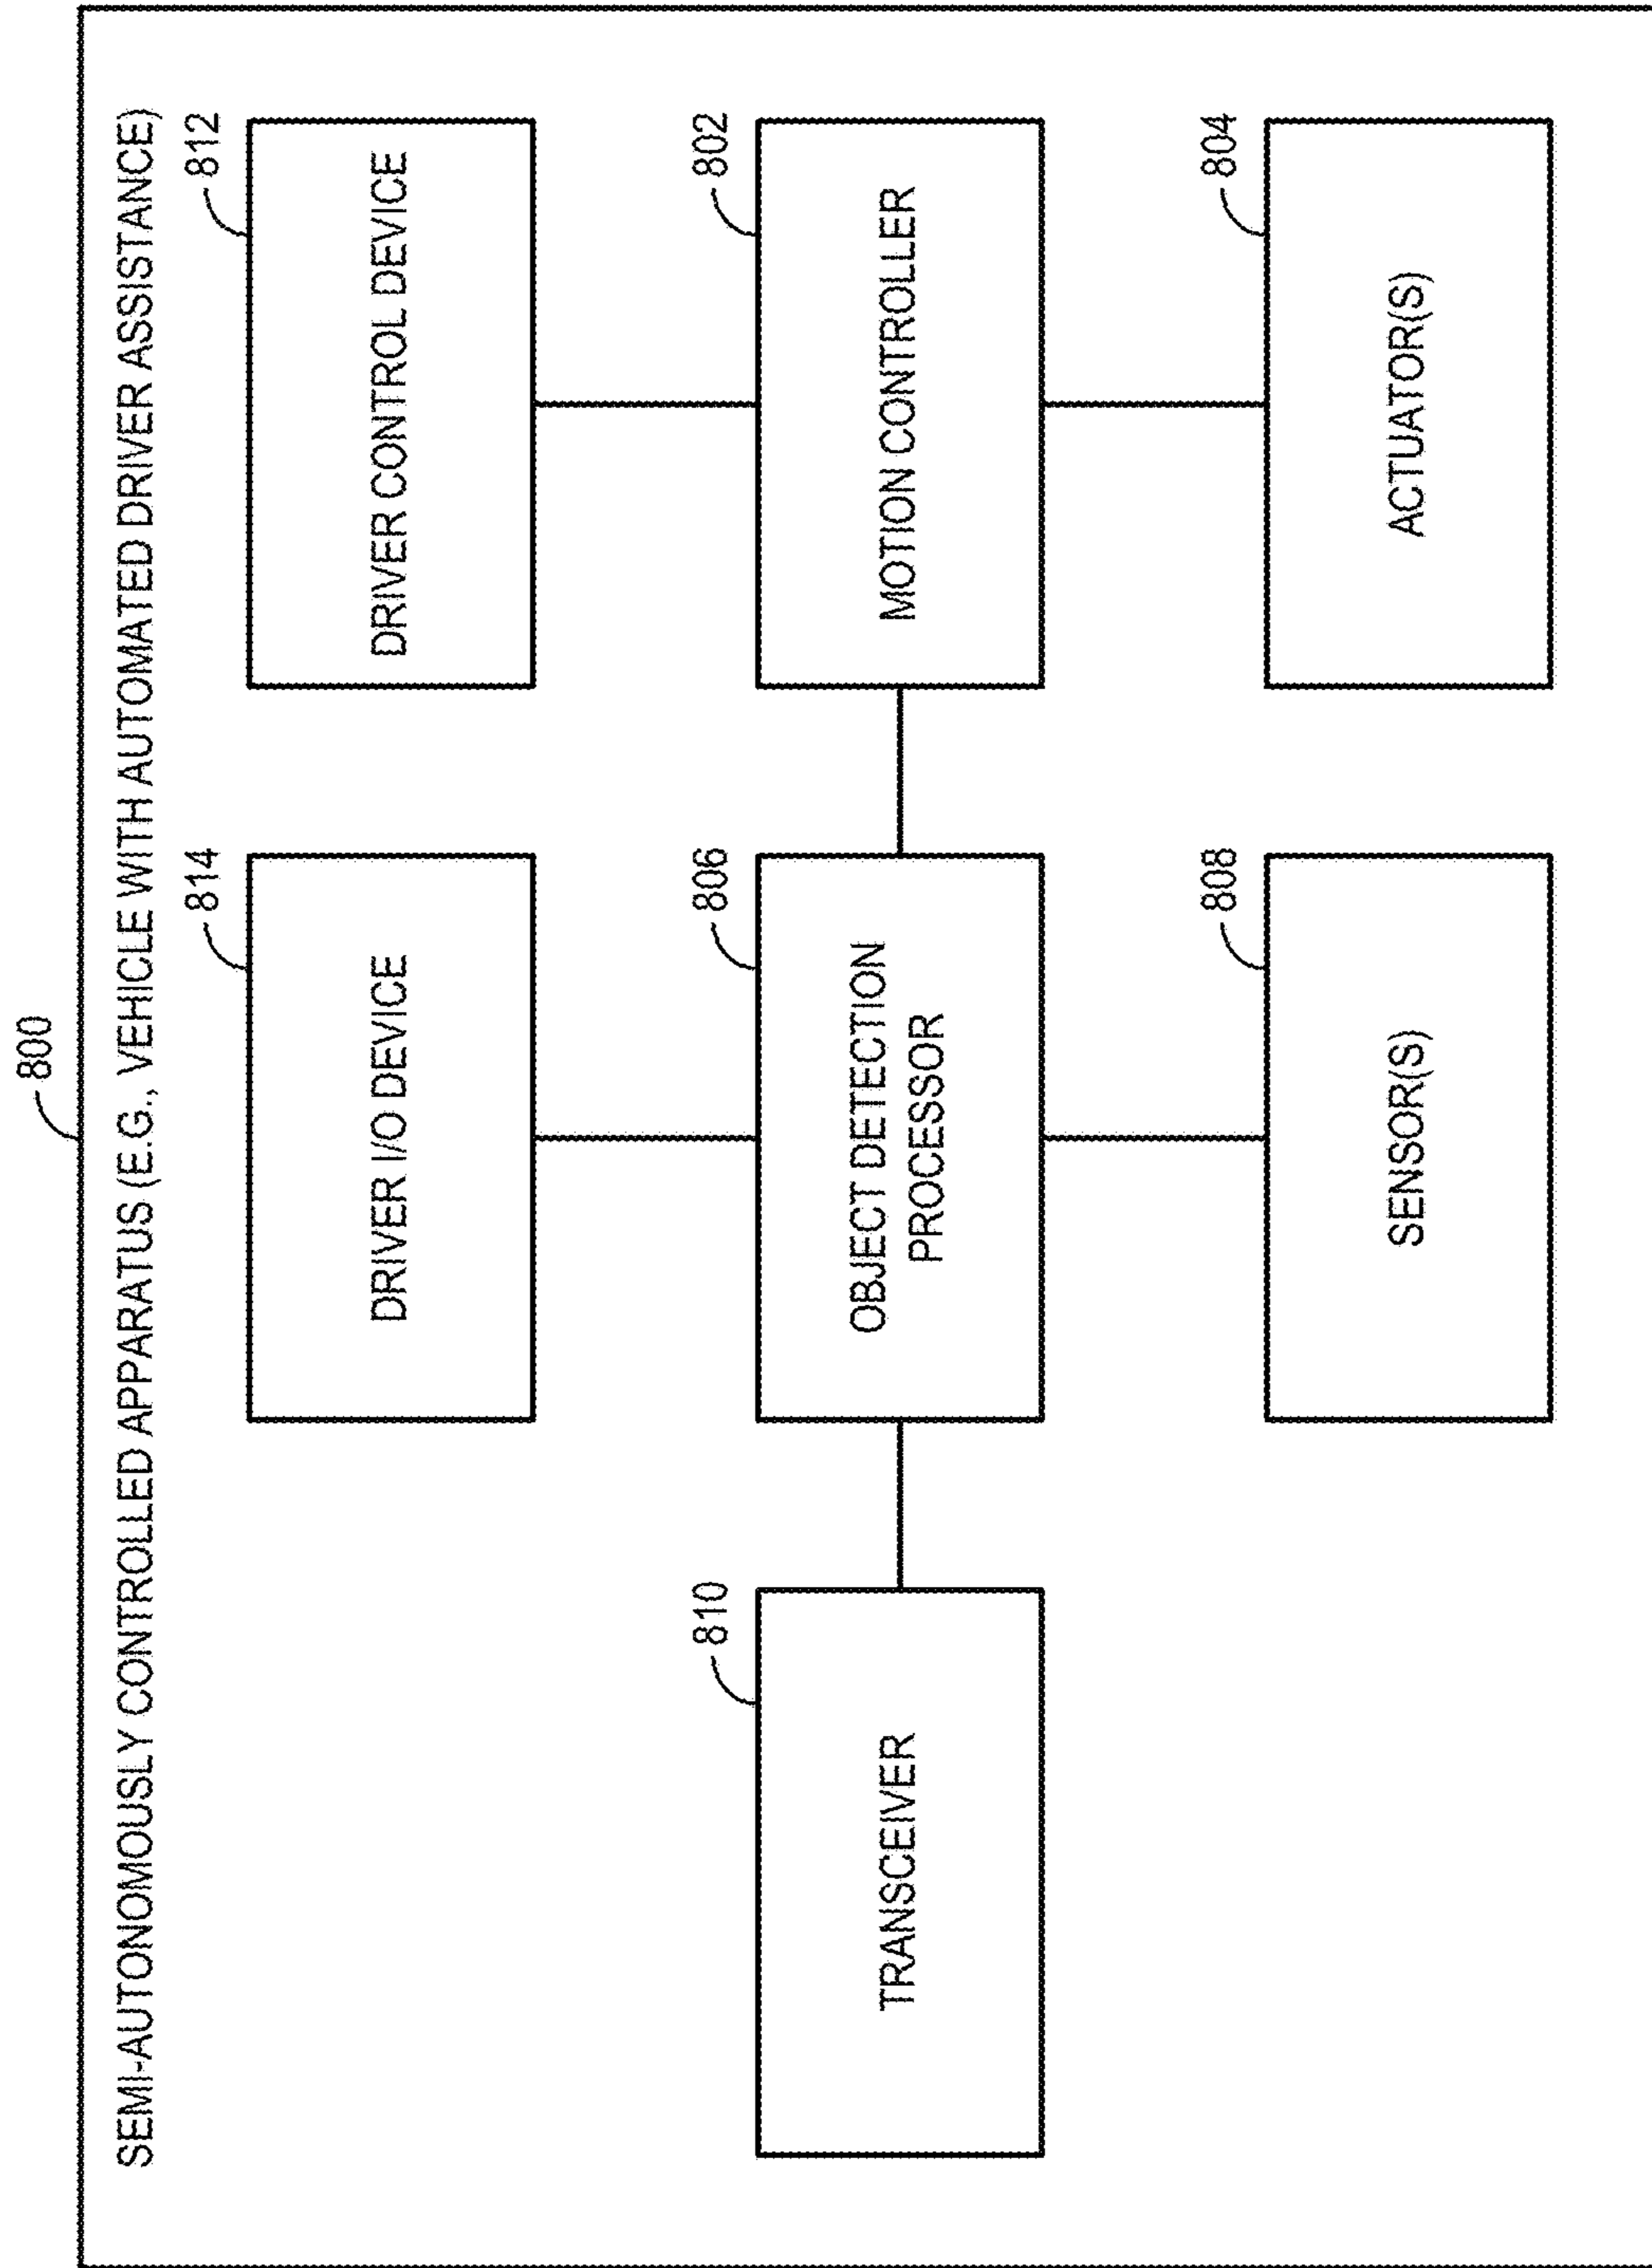 800
SEMI-AUTONOMOUSLY CONTROLLED APPARATUS (E.G., VEHICLE WITH AUTOMATED DRIVER ASSISTANCE)
814
812
DRIVER I/O DEVICE
DRIVER CONTROL DEVICE
810
806
802
TRANSCEIVER
OBJECT DETECTION
PROCESSOR
MOTION CONTROLLER
808
804
SENSOR(S)
ACTUATOR(S)